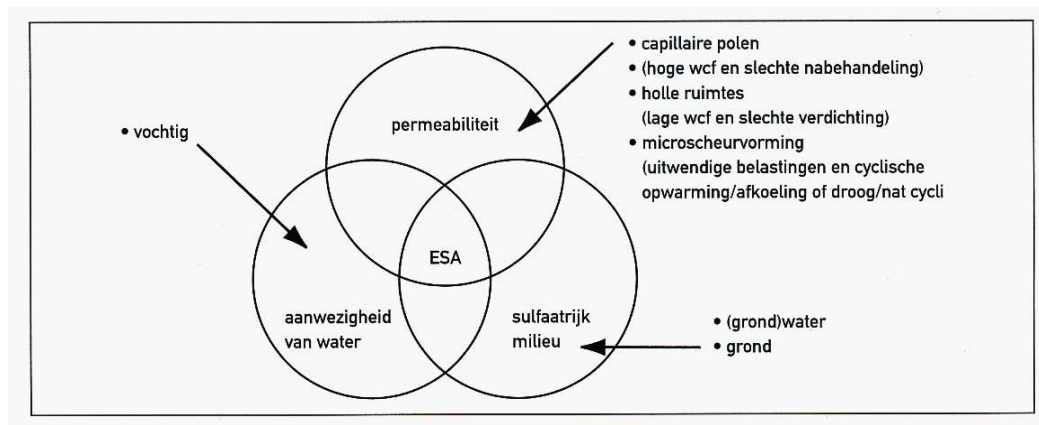 • capillaire polen
• (hoge wcf en slechte nabehandeling)
• holle ruimtes
(lage wcf en slechte verdichting)
• microscheurvorming
(uitwendige belastingen en cyclische
opwarming/afkoeling of droog/nat cycli
permeabiliteit
• vochtig
ESA
aanwezigheid
van water
sulfaatrijk
milieu
• (grond)water
• grond